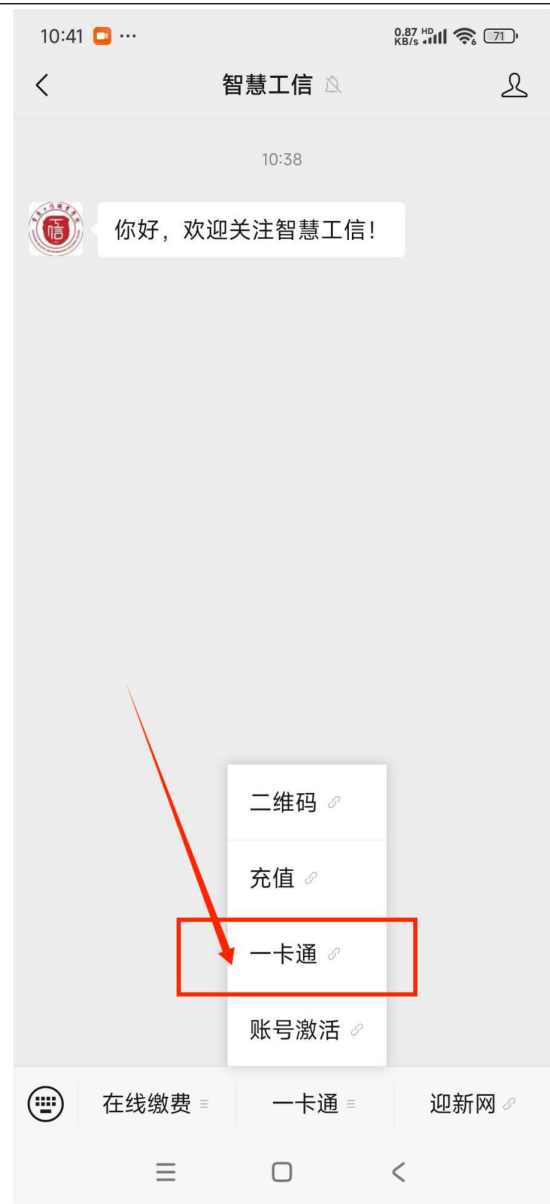 10:41 ···
0.87 KB/s HD 71
智慧工信
10:38
信
你好，欢迎关注智慧工信！
二维码
充值
一卡通
账号激活
在线缴费
一卡通
迎新网